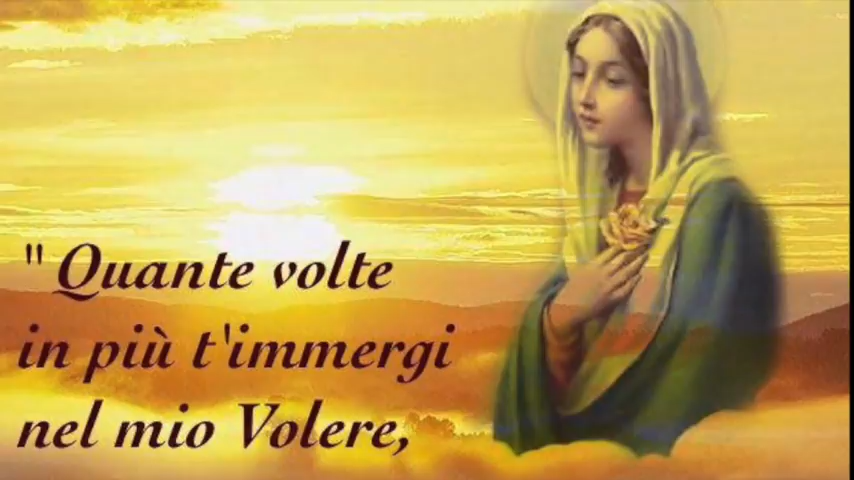 " Quante volte
in più t'immergi
nel mio Volere,